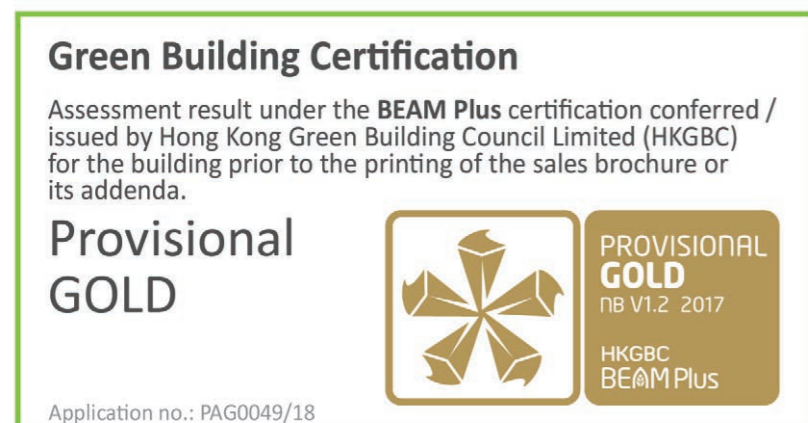 Green Building Certification
Assessment result under the BEAM Plus certification conferred /
issued by Hong Kong Green Building Council Limited (HKGBC)
for the building prior to the printing of the sales brochure or
its addenda.
Provisional
GOLD
PROVISIONAL
GOLD
NB V1.2 2017
HKGBC
BEAM Plus
Application no.: PAG0049/18